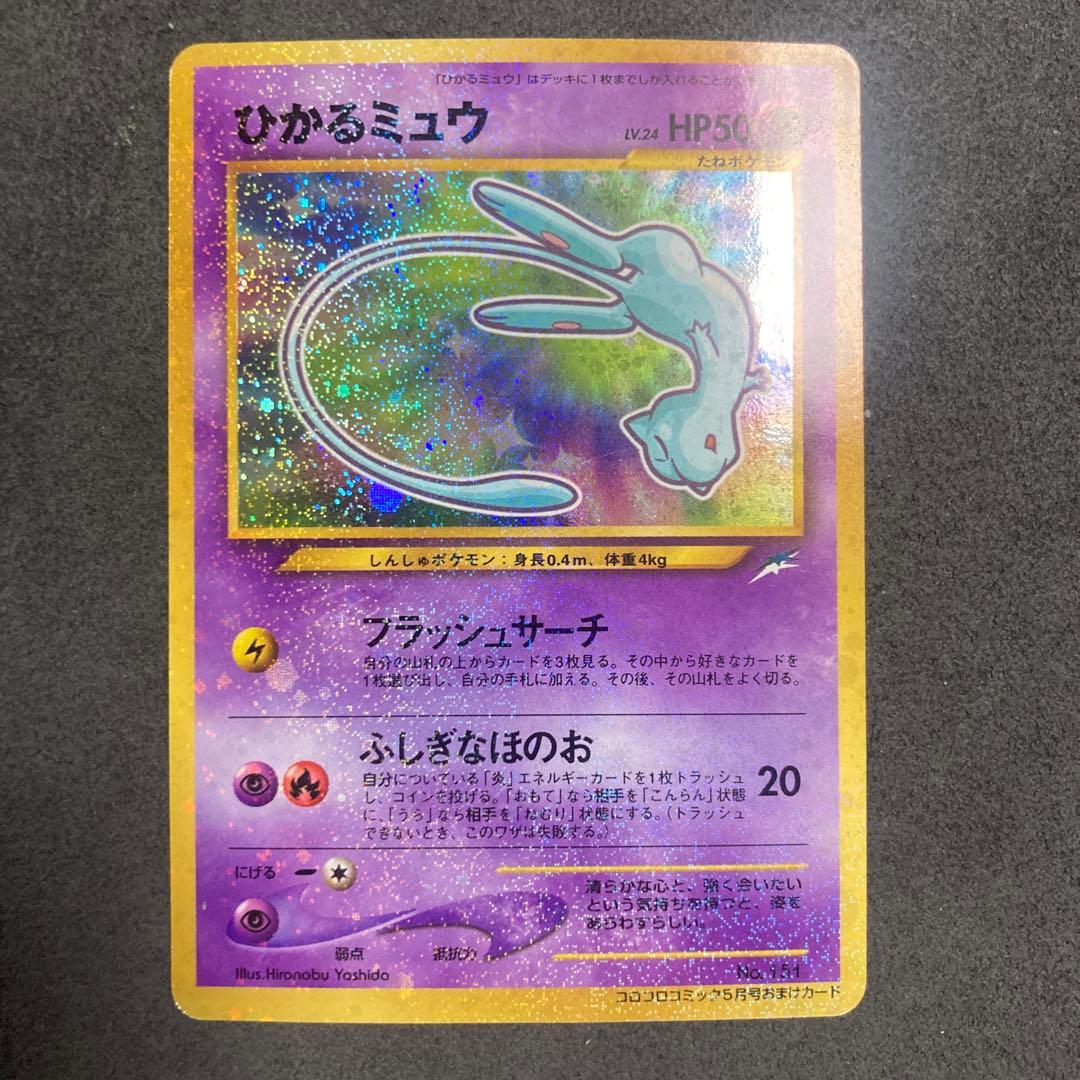 「ひかるミュウ」はデッキに1枚までしか入れることが
ひかるミュウ
LV.24 HP50
たねポケモン
しんしゅポケモン：身長0.4m、体重4kg
フラッシュサーチ
自分の山札の上からカードを3枚見る。その中から好きなカードを
1枚選び出し、自分の手札に加える。その後、その山札をよく切る。
ふしぎなほのお
自分についている「炎」エネルギーカードを1枚トラッシュ
し、コインを投げる。「おもて」なら相手を「こんらん」状態
に、「うら」なら相手を「ねむり」状態にする。（トラッシュ
できないとき、このワザは失敗する。）
20
にげる
清らかな心と、強く会いたい
という気持ちを持つと、姿を
あらわすらしい。
弱点
抵抗力
Illus.Hironobu Yoshida
No.151
コロコロコミック5月号おまけカード